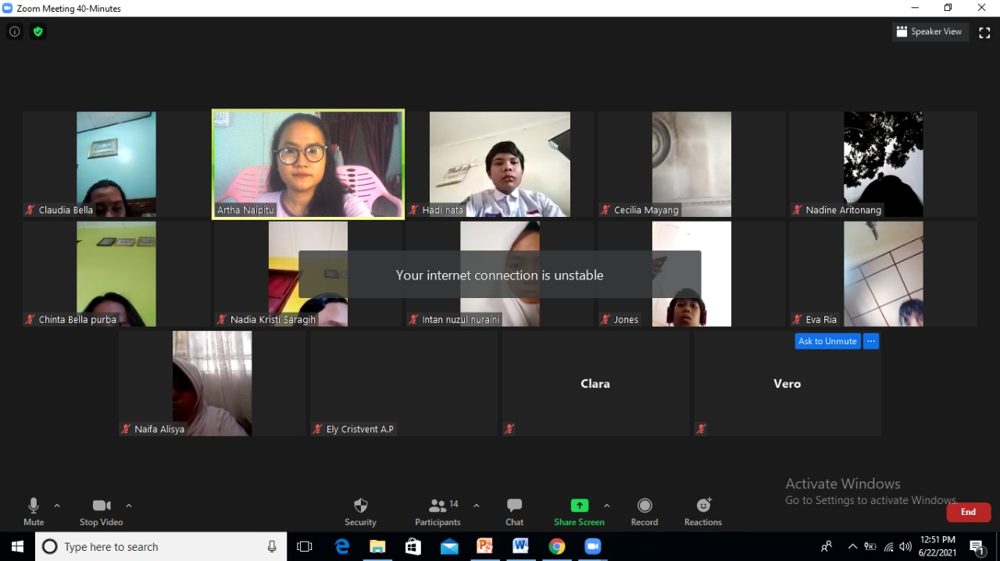 Zoom Meeting 40-Minutes
Speaker View
Claudia Bella
Artha Naipitu
Hadi nata
Cecilia Mayang
Nadine Aritonang
Your internet connection is unstable
Chinta Bella purba
Nadia Kristi Saragih
Intan nuzul nuraini
Jones
Eva Ria
Ask to Unmute
Clara
Vero
Naifa Alisya
Ely Cristvent A.P
Activate Windows
Go to Settings to activate Windows.
14
Mute
Stop Video
Security
Participants
Chat
Share Screen
Record
Reactions
End
Type here to search
12:51 PM
6/22/2021
1